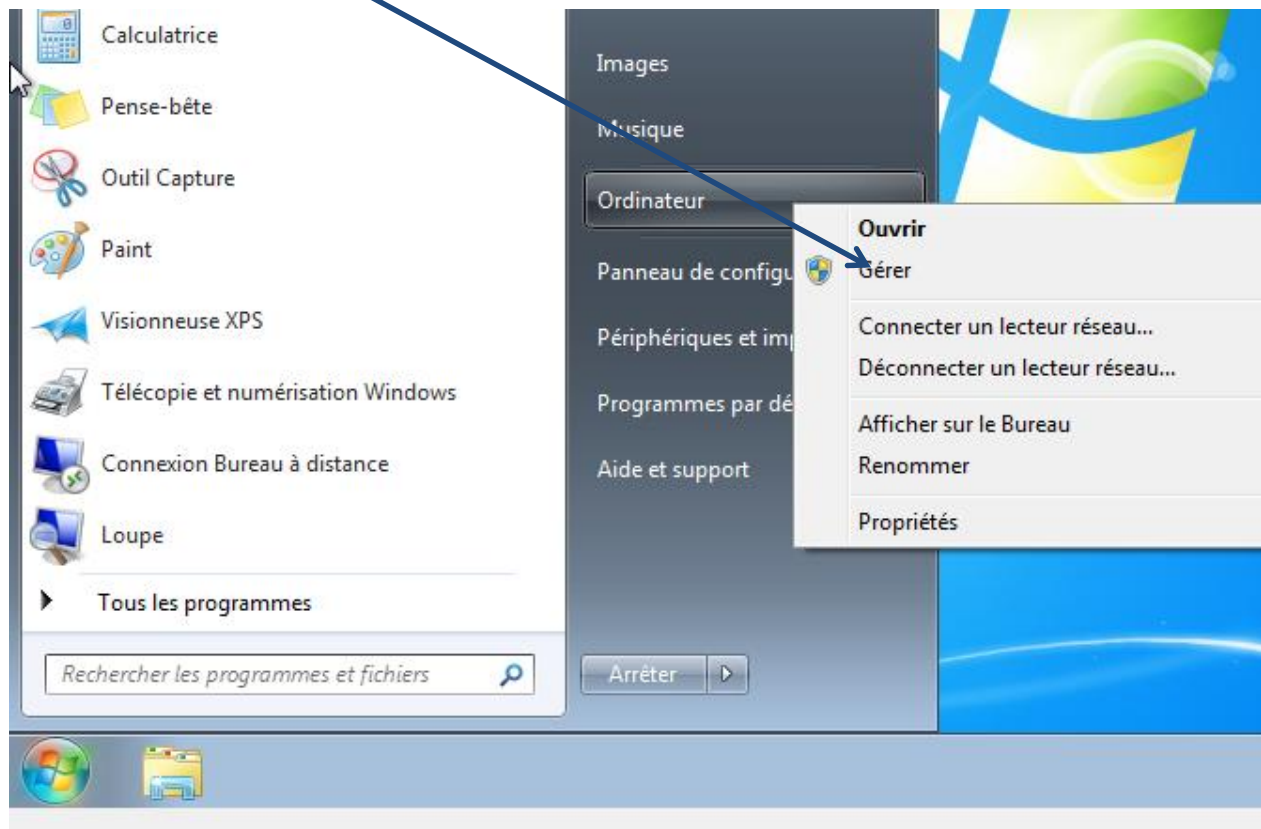 Calculatrice
Pense-bête
Outil Capture
Paint
Visionneuse XPS
Télécopie et numérisation Windows
Connexion Bureau à distance
Loupe
Tous les programmes
Rechercher les programmes et fichiers
Images
Musique
Ordinateur
Panneau de configu
Périphériques et imp
Programmes par dé
Aide et support
Arrêter
Ouvrir
Gérer
Connecter un lecteur réseau...
Déconnecter un lecteur réseau...
Afficher sur le Bureau
Renommer
Propriétés